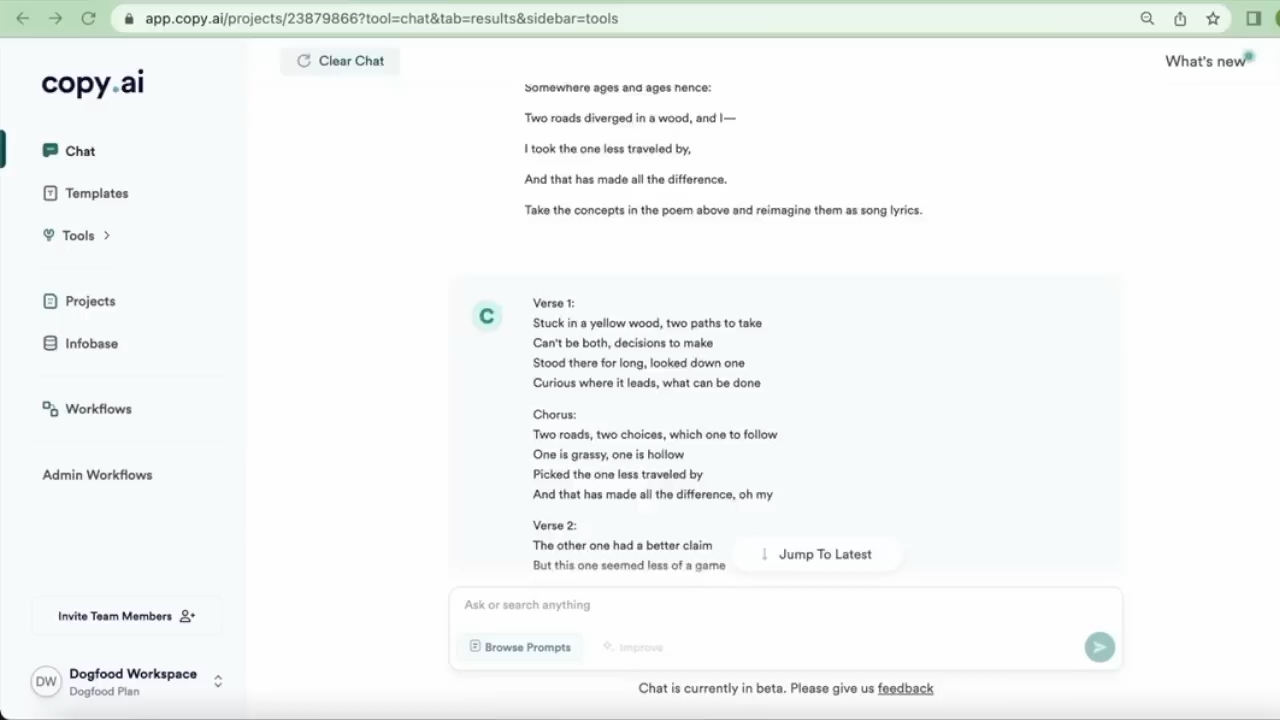 app.copy.ai/projects/23879866?tool=chat&tab=results&sidebar=tools
copy.ai
Clear Chat
What's new
Chat
Templates
Tools
Projects
Infobase
Workflows
Admin Workflows
Invite Team Members
DW
Dogfood Workspace
Dogfood Plan
Somewhere ages and ages hence:
Two roads diverged in a wood, and I—
I took the one less traveled by,
And that has made all the difference.
Take the concepts in the poem above and reimagine them as song lyrics.
C
Verse 1:
Stuck in a yellow wood, two paths to take
Can't be both, decisions to make
Stood there for long, looked down one
Curious where it leads, what can be done
Chorus:
Two roads, two choices, which one to follow
One is grassy, one is hollow
Picked the one less traveled by
And that has made all the difference, oh my
Verse 2:
The other one had a better claim
But this one seemed less of a game
Jump To Latest
Ask or search anything
Browse Prompts
Improve
Chat is currently in beta. Please give us feedback